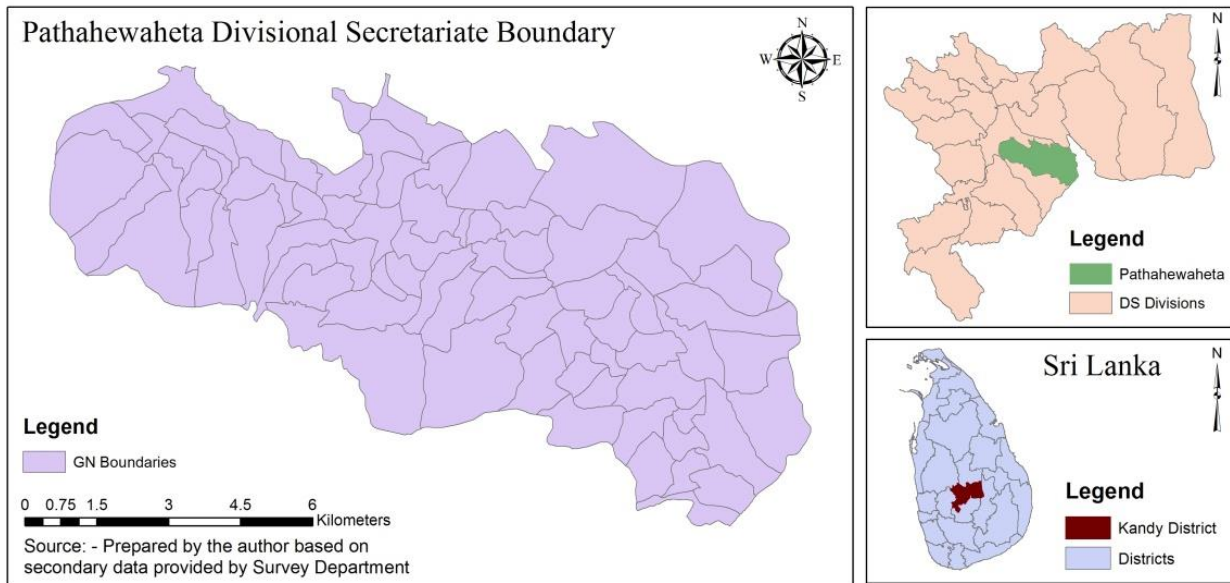 Pathahewaheta Divisional Secretariate Boundary
N
W E
S
Legend
GN Boundaries
0 0.75 1.5 3 4.5 6
Kilometers
Source: - Prepared by the author based on
secondary data provided by Survey Department
N
Legend
Pathahewaheta
DS Divisions
Sri Lanka
N
Legend
Kandy District
Districts